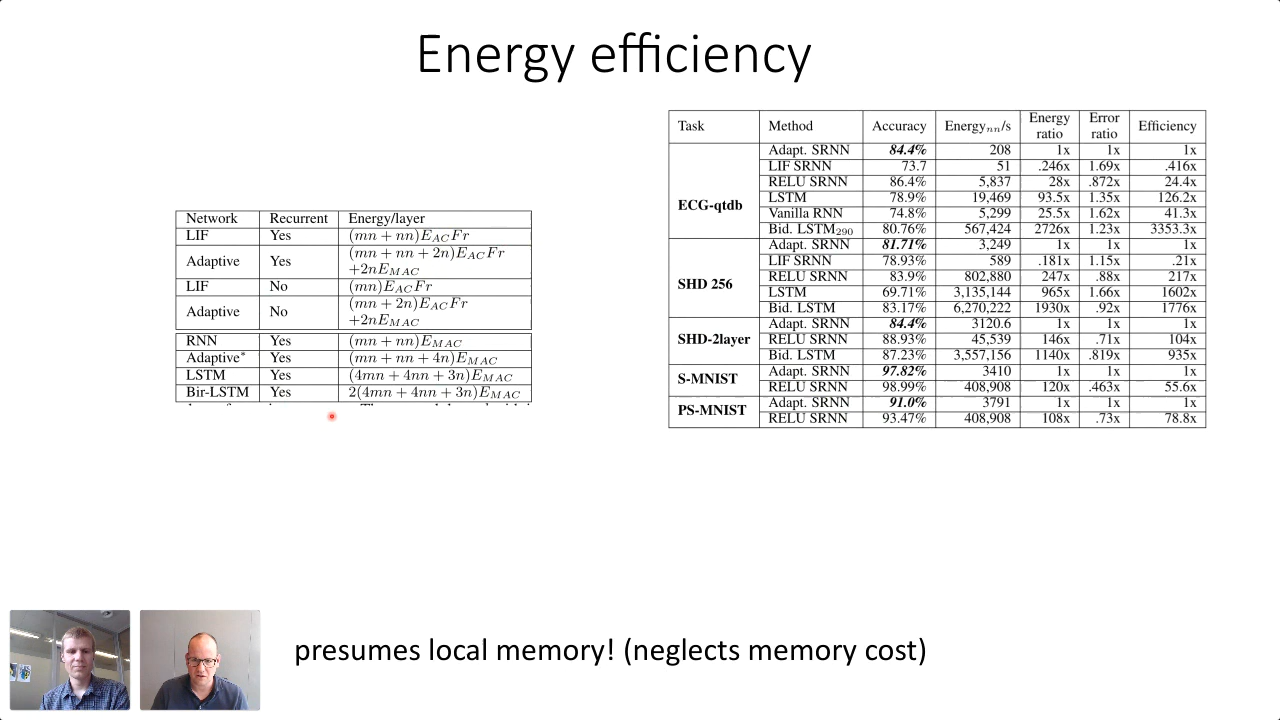 Energy efficiency
Network Recurrent Energy/layer
LIF Yes (mn + nn)E_AC Fr
Adaptive Yes (mn + nn + 2n)E_AC Fr
+2nE_MAC
LIF No (mn)E_AC Fr
Adaptive No (mn + 2n)E_AC Fr
+2nE_MAC
RNN Yes (mn + nn)E_MAC
Adaptive* Yes (mn + nn + 4n)E_MAC
LSTM Yes (4mn + 4nn + 3n)E_MAC
Bir-LSTM Yes 2(4mn + 4nn + 3n)E_MAC
Task Method Accuracy Energy_nn/s Energy ratio Error ratio Efficiency
ECG-qtdb Adapt. SRNN 84.4% 208 1x 1x 1x
LIF SRNN 73.7 51 .246x 1.69x .416x
RELU SRNN 86.4% 5,837 28x .872x 24.4x
LSTM 78.9% 19,469 93.5x 1.35x 126.2x
Vanilla RNN 74.8% 5,299 25.5x 1.62x 41.3x
Bid. LSTM_290 80.76% 567,424 2726x 1.23x 3353.3x
SHD 256 Adapt. SRNN 81.71% 3,249 1x 1x 1x
LIF SRNN 78.93% 589 .181x 1.15x .21x
RELU SRNN 83.9% 802,880 247x .88x 217x
LSTM 69.71% 3,135,144 965x 1.66x 1602x
Bid. LSTM 83.17% 6,270,222 1930x .92x 1776x
SHD-2layer Adapt. SRNN 84.4% 3120.6 1x 1x 1x
RELU SRNN 88.93% 45,539 146x .71x 104x
Bid. LSTM 87.23% 3,557,156 1140x .819x 935x
S-MNIST Adapt. SRNN 97.82% 3410 1x 1x 1x
RELU SRNN 98.99% 408,908 120x .463x 55.6x
PS-MNIST Adapt. SRNN 91.0% 3791 1x 1x 1x
RELU SRNN 93.47% 408,908 108x .73x 78.8x
presumes local memory! (neglects memory cost)